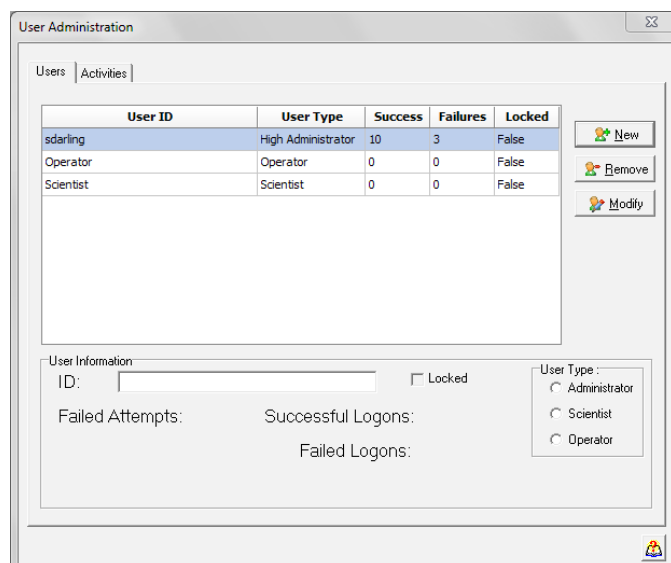 User Administration
Users Activities
User ID User Type Success Failures Locked
sdarling High Administrator 10 3 False
Operator Operator 0 0 False
Scientist Scientist 0 0 False
New
Remove
Modify
User Information
ID:
Locked
Failed Attempts: Successful Logons:
Failed Logons:
User Type :
Administrator
Scientist
Operator